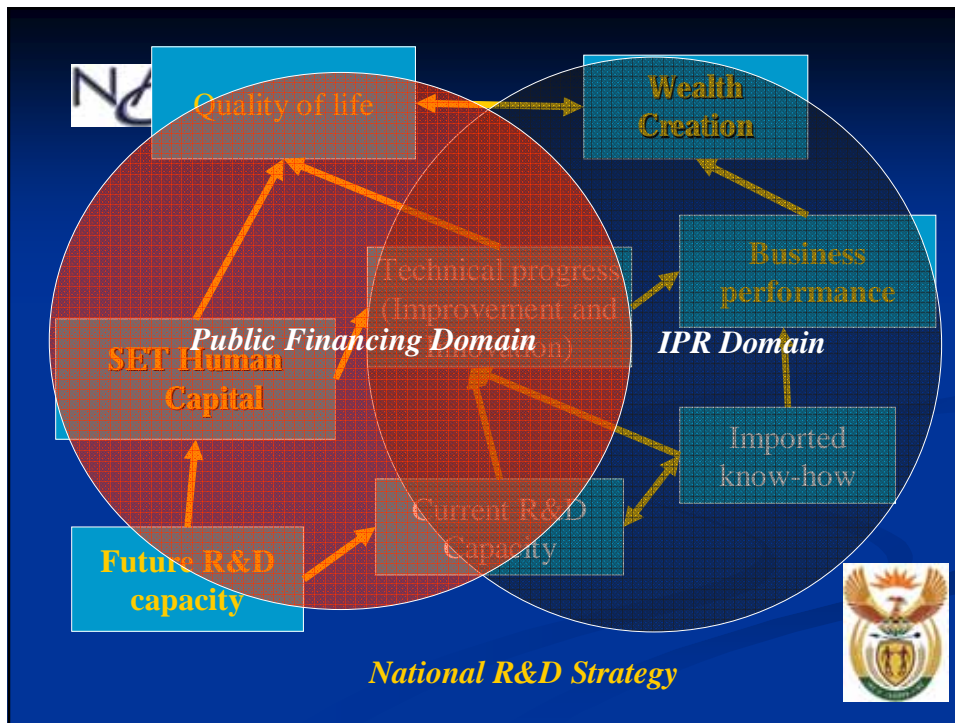 Quality of life
Wealth
Creation
Technical progress
(Improvement and
Innovation)
Business
performance
Public Financing Domain
IPR Domain
SET Human
Capital
Imported
know-how
Current R&D
Capacity
Future R&D
capacity
National R&D Strategy